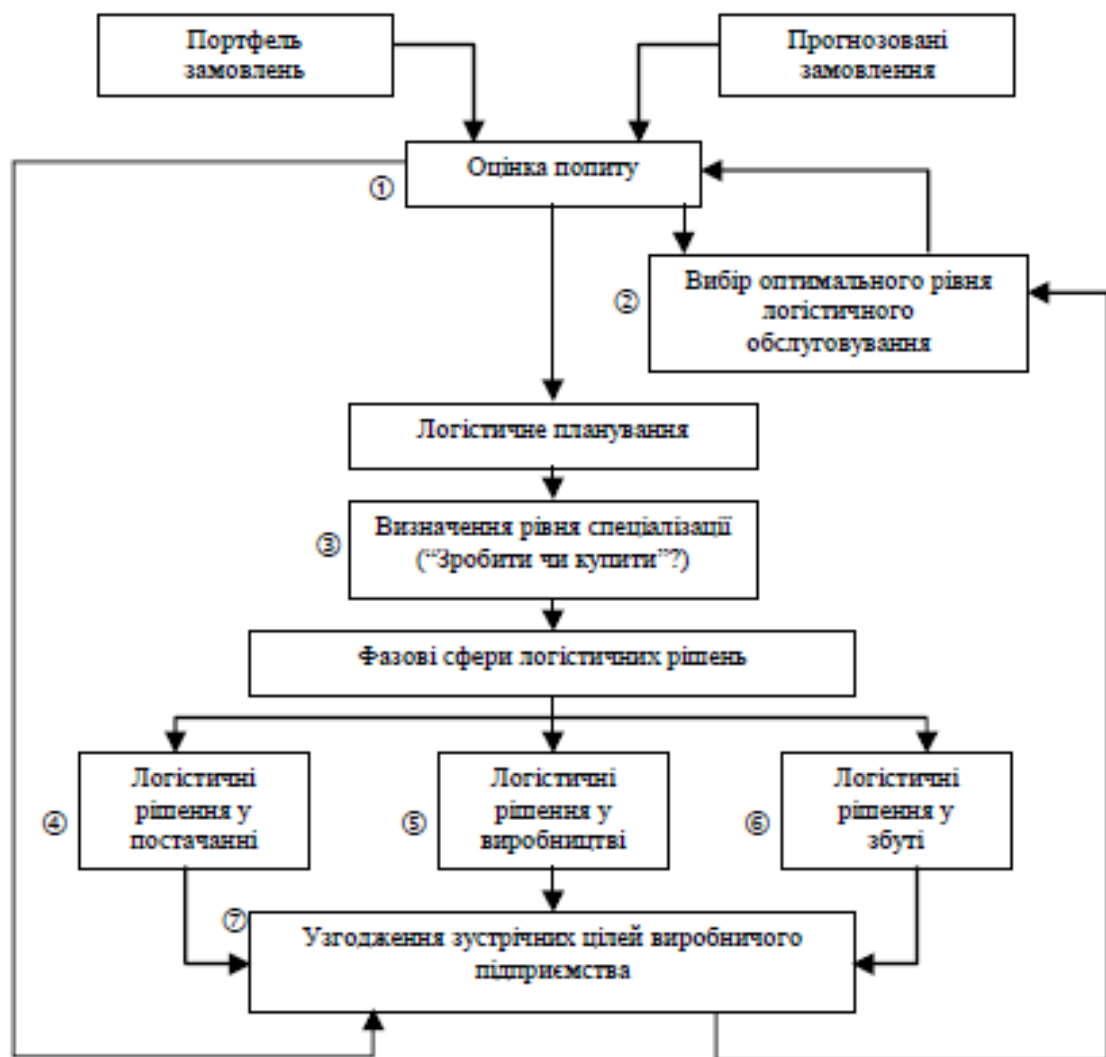 Портфель
замовлень
Прогнозовані
замовлення
Оцінка попиту
①
Вибір оптимального рівня
логістичного
обслуговування
②
Логістичне планування
Визначення рівня спеціалізації
(“Зробити чи купити”?)
③
Фазові сфери логістичних рішень
Логістичні
рішення у
постачанні
④
Логістичні
рішення у
виробництві
⑤
Логістичні
рішення у
збуті
⑥
⑦
Узгодження зустрічних цілей виробничого
підприємства